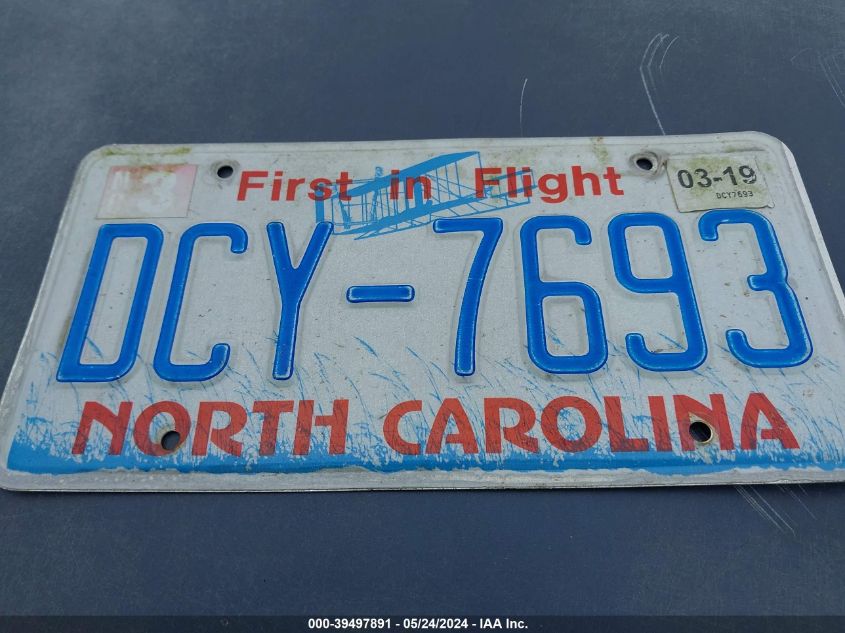 First in Flight
03-19
DCY7693
DCY-7693
NORTH CAROLINA
000-39497891 - 05/24/2024 - IAA Inc.